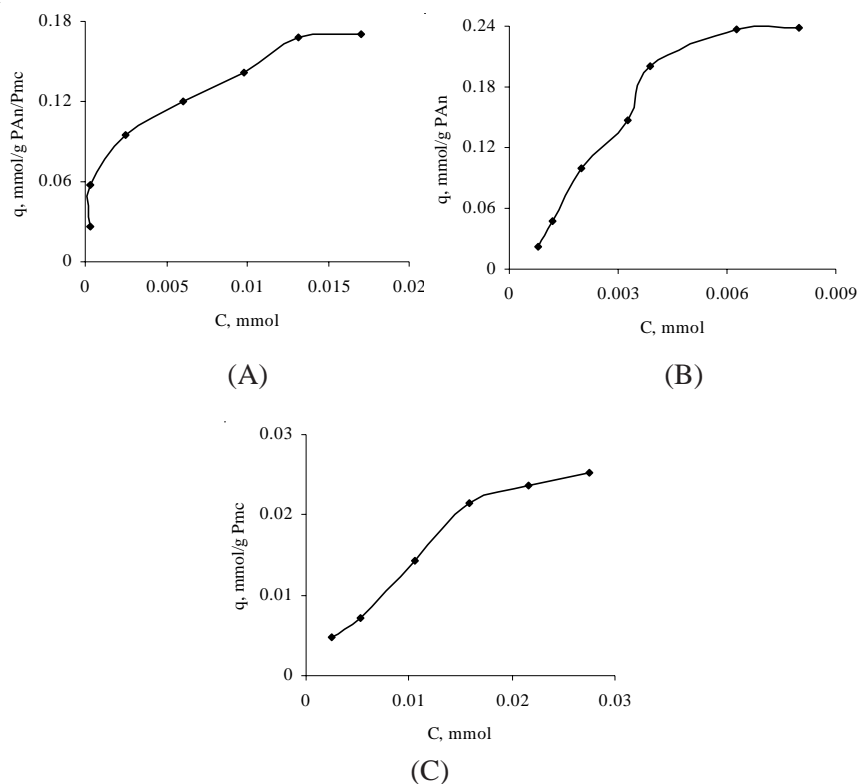 0.18
0.12
0.06
0
q, mmol/g PAn/Pmc
0 0.005 0.01 0.015 0.02
C, mmol
(A)
0.24
0.18
0.12
0.06
0
q, mmol/g PAn
0 0.003 0.006 0.009
C, mmol
(B)
0.03
0.02
0.01
0
q, mmol/g Pmc
0 0.01 0.02 0.03
C, mmol
(C)